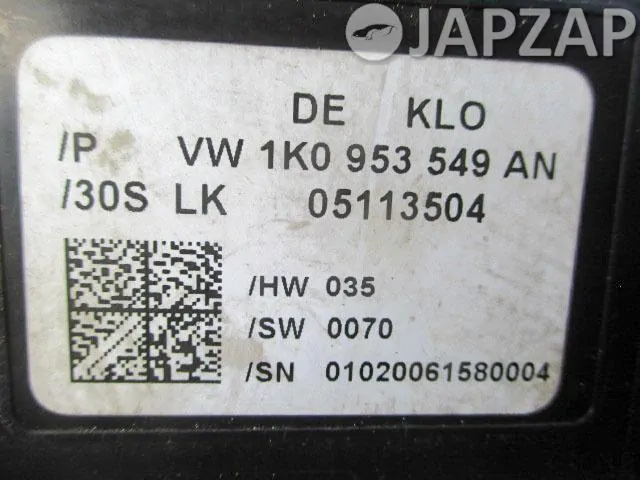 JAPZAP
DE KLO
/P VW 1K0 953 549 AN
/30S LK 05113504
/HW 035
/SW 0070
/SN 01020061580004